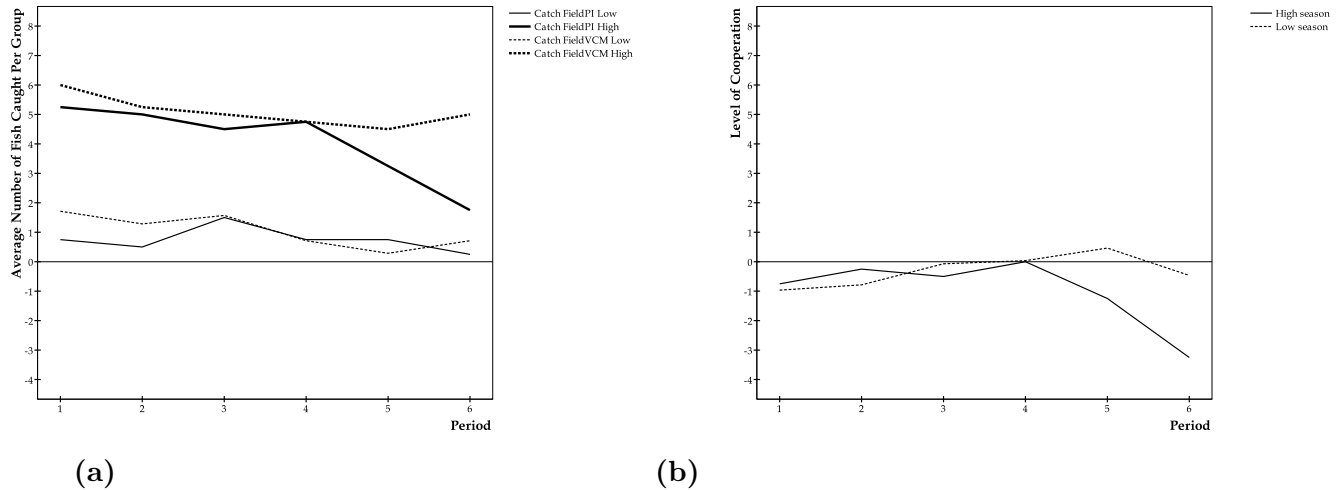 Average Number of Fish Caught Per Group
8
7
6
5
4
3
2
1
0
-1
-2
-3
-4
1 2 3 4 5 6
Period
Catch FieldPI Low
Catch FieldPI High
Catch FieldVCM Low
Catch FieldVCM High
(a)
Level of Cooperation
8
7
6
5
4
3
2
1
0
-1
-2
-3
-4
1 2 3 4 5 6
Period
High season
Low season
(b)